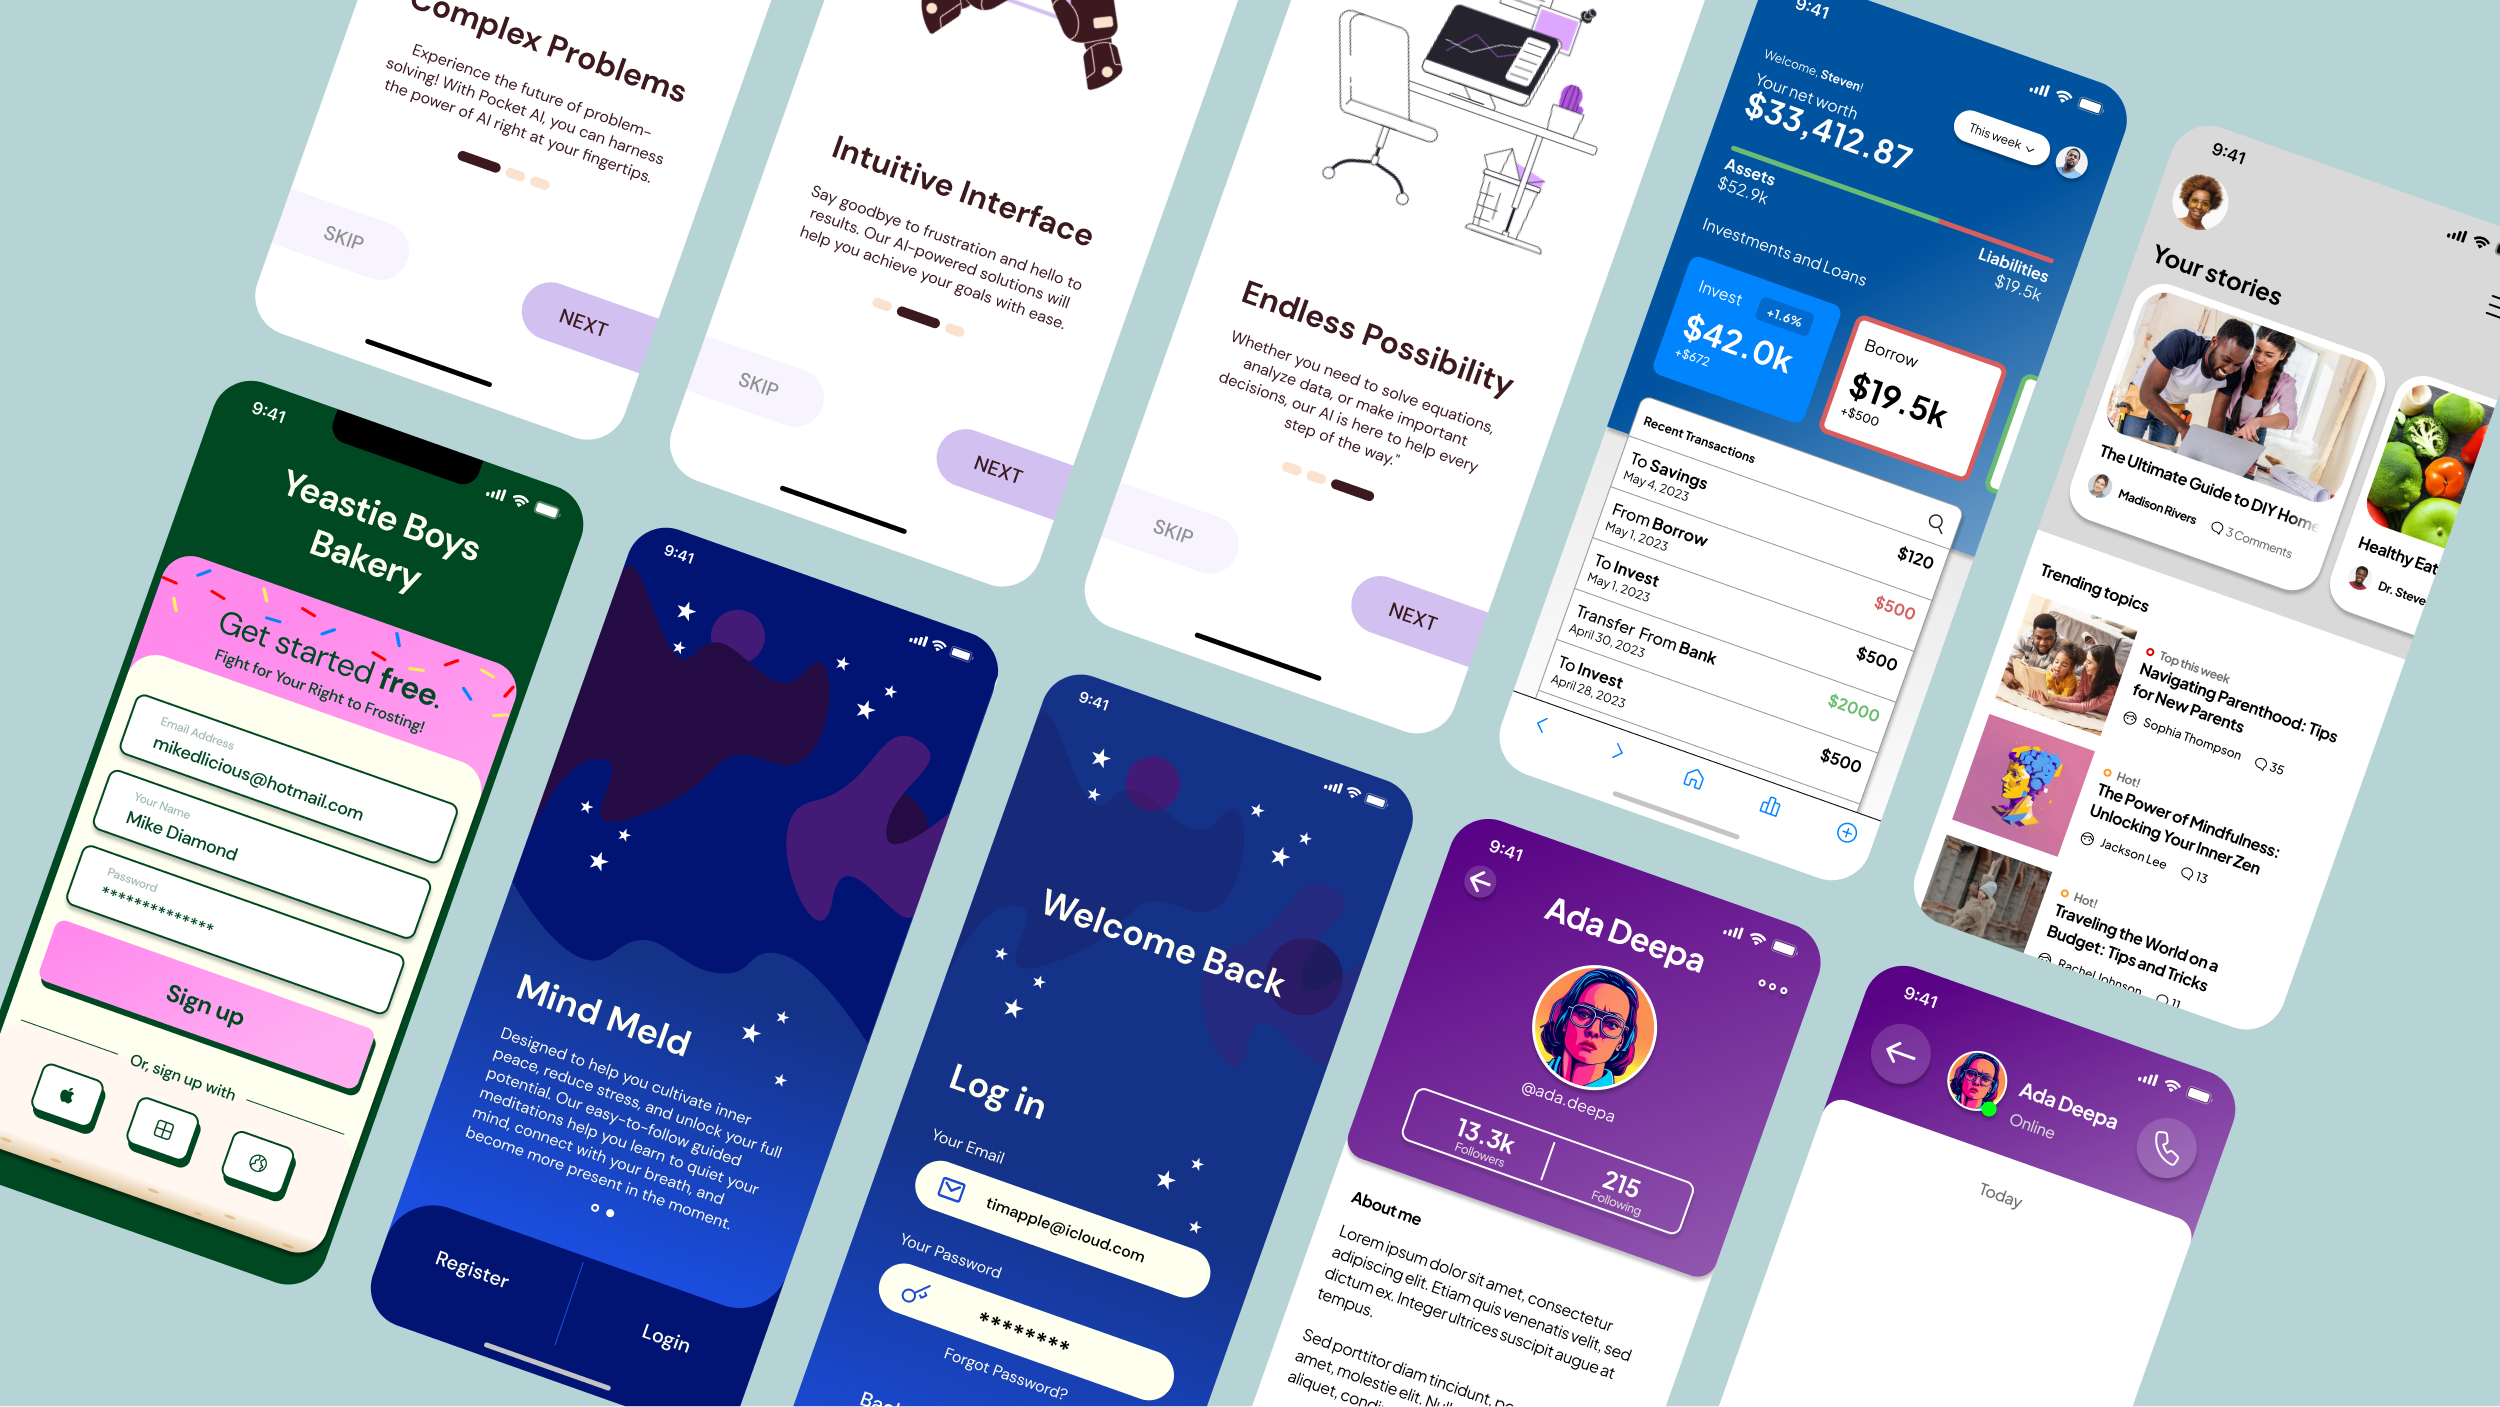 Complex Problems
Experience the future of problem-
solving! With Pocket AI, you can harness
the power of AI right at your fingertips.
SKIP
NEXT
Intuitive Interface
Say goodbye to frustration and hello to
results. Our AI-powered solutions will
help you achieve your goals with ease.
SKIP
NEXT
Endless Possibility
Whether you need to solve equations,
analyze data, or make important
decisions, our AI is here to help every
step of the way."
SKIP
NEXT
9:41
Welcome, Steven!
Your net worth
$33,412.87
This week
Assets
$52.9k
Liabilities
$19.5k
Investments and Loans
Invest
+1.6%
$42.0k
+$672
Borrow
$19.5k
+$500
Recent Transactions
To Savings
May 4, 2023
$120
From Borrow
May 1, 2023
$500
To Invest
May 1, 2023
$500
Transfer From Bank
April 30, 2023
$2000
To Invest
April 28, 2023
$500
9:41
Your stories
The Ultimate Guide to DIY Home
Madison Rivers
3 Comments
Healthy Eat
Dr. Steve
Trending topics
Top this week
Navigating Parenthood: Tips
for New Parents
Sophia Thompson
35
Hot!
The Power of Mindfulness:
Unlocking Your Inner Zen
Jackson Lee
13
Hot!
Traveling the World on a
Budget: Tips and Tricks
Rachel Johnson
11
9:41
Yeastie Boys
Bakery
Get started free.
Fight for Your Right to Frosting!
Email Address
mikedlicious@hotmail.com
Your Name
Mike Diamond
Password
*************
Sign up
Or, sign up with
9:41
Mind Meld
Designed to help you cultivate inner
peace, reduce stress, and unlock your full
potential. Our easy-to-follow guided
meditations help you learn to quiet your
mind, connect with your breath, and
become more present in the moment.
Register
Login
9:41
Welcome Back
Log in
Your Email
timapple@icloud.com
Your Password
********
Forgot Password?
9:41
Ada Deepa
@ada.deepa
13.3k
Followers
215
Following
About me
Lorem ipsum dolor sit amet, consectetur
adipiscing elit. Etiam quis venenatis velit, sed
dictum ex. Integer ultrices suscipit augue at
tempus.
Sed porttitor diam tincidunt,
amet, molestie elit.
aliquet,
9:41
Ada Deepa
Online
Today